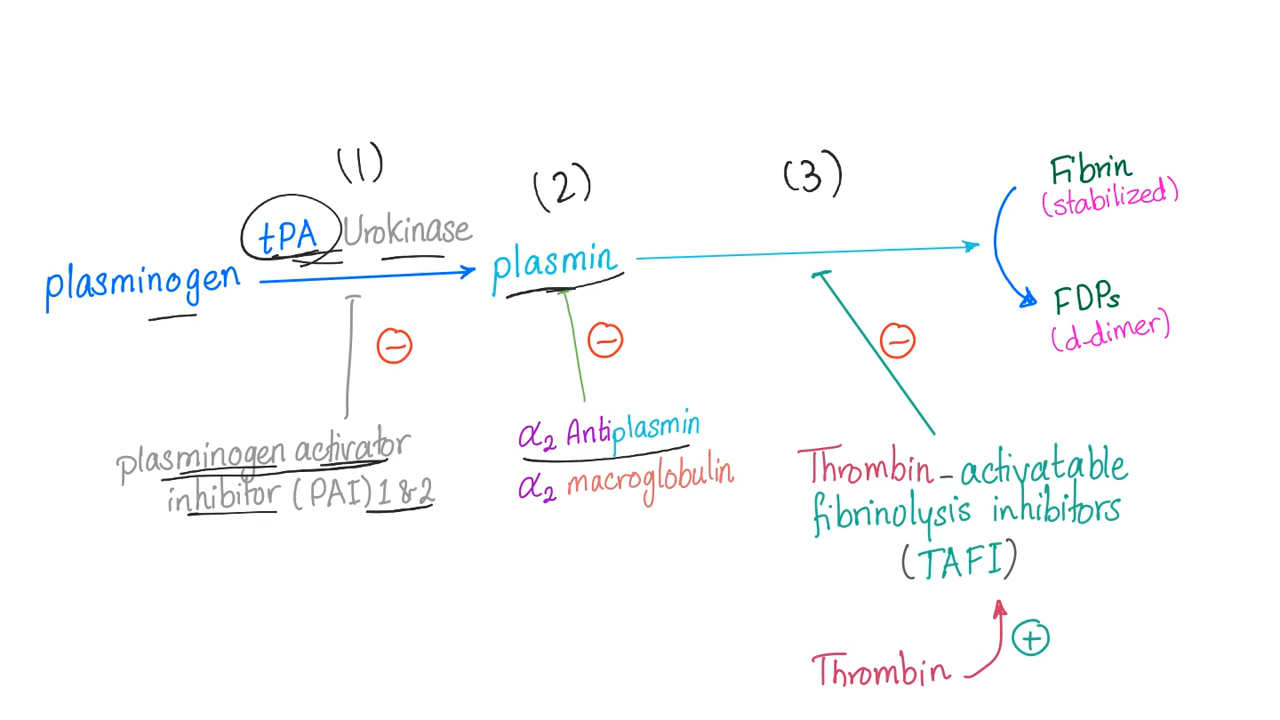 (1)
(2)
(3)
Fibrin
(stabilized)
tPA Urokinase
plasminogen
plasmin
FDPs
(d-dimer)
−
−
−
plasminogen activator
inhibitor (PAI) 1 & 2
α2 Antiplasmin
α2 macroglobulin
Thrombin-activatable
fibrinolysis inhibitors
(TAFI)
+
Thrombin